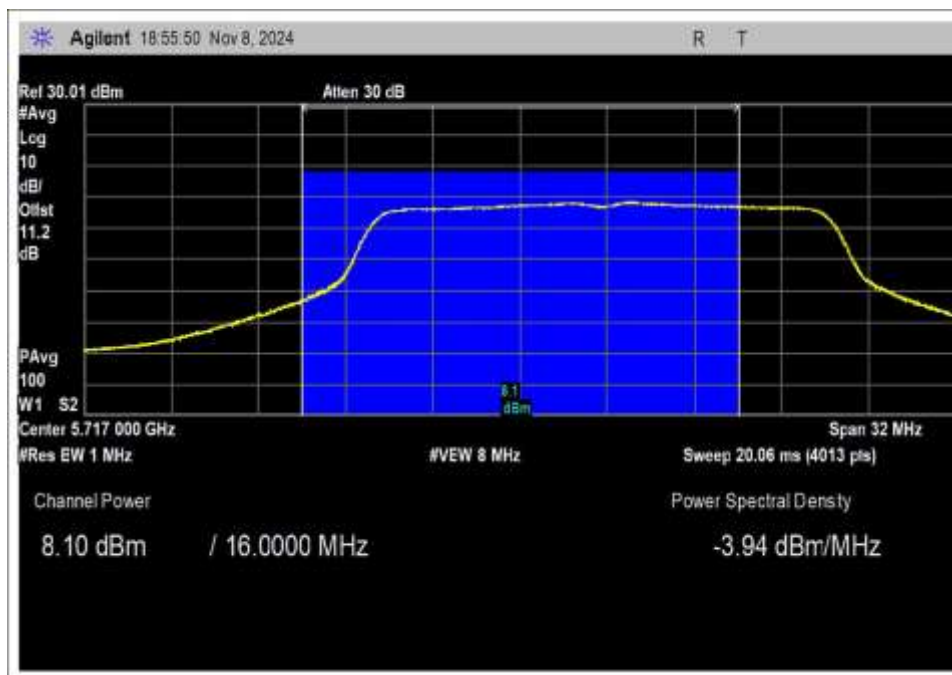 Agilent 18:55:50 Nov 8, 2024 R T
Ref 30.01 dBm Atten 30 dB
#Avg
Log
10
dB/
Offst
11.2
dB
PAvg
100
W1 S2
8.1
dBm
Center 5.717 000 GHz Span 32 MHz
#Res BW 1 MHz #VBW 8 MHz Sweep 20.06 ms (4013 pts)
Channel Power Power Spectral Density
8.10 dBm / 16.0000 MHz -3.94 dBm/MHz